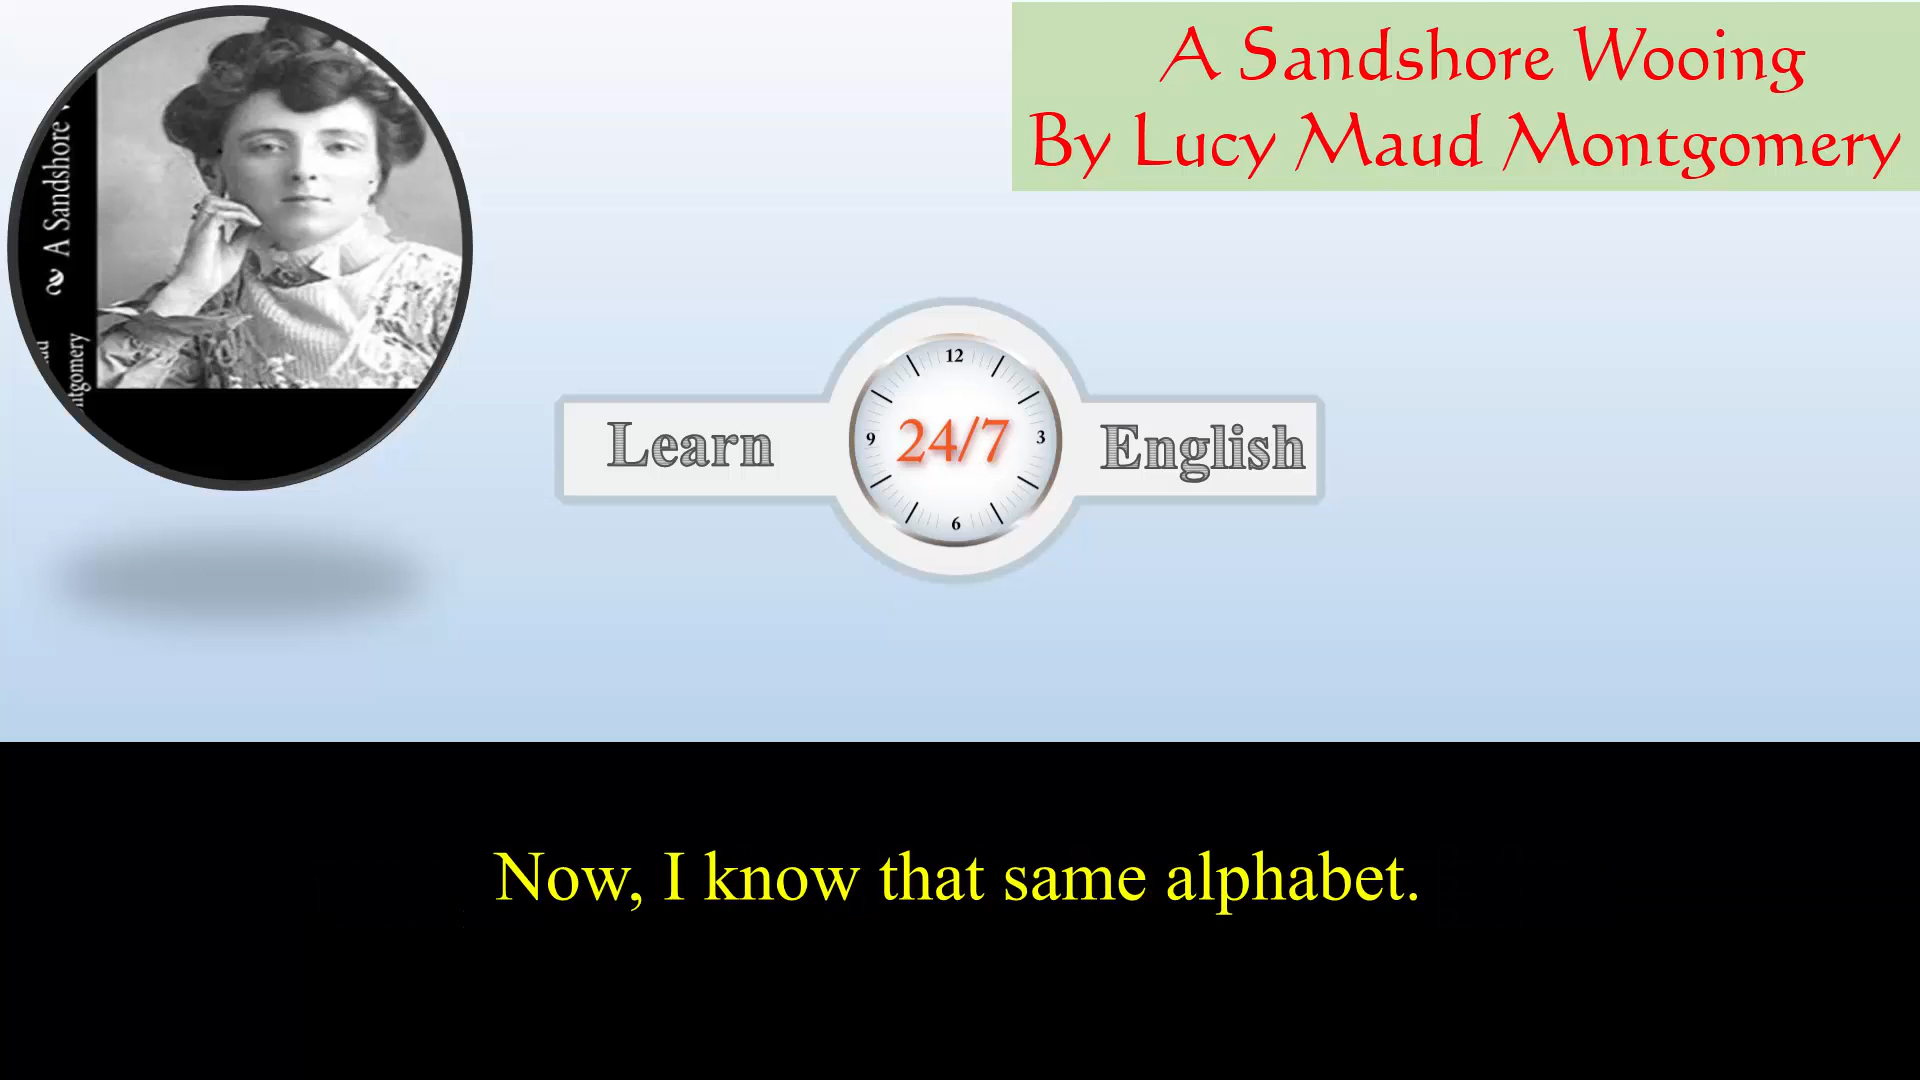 A Sandshore Wooing
By Lucy Maud Montgomery
A Sandshore
Learn
12
9
24/7
3
6
English
Now, I know that same alphabet.